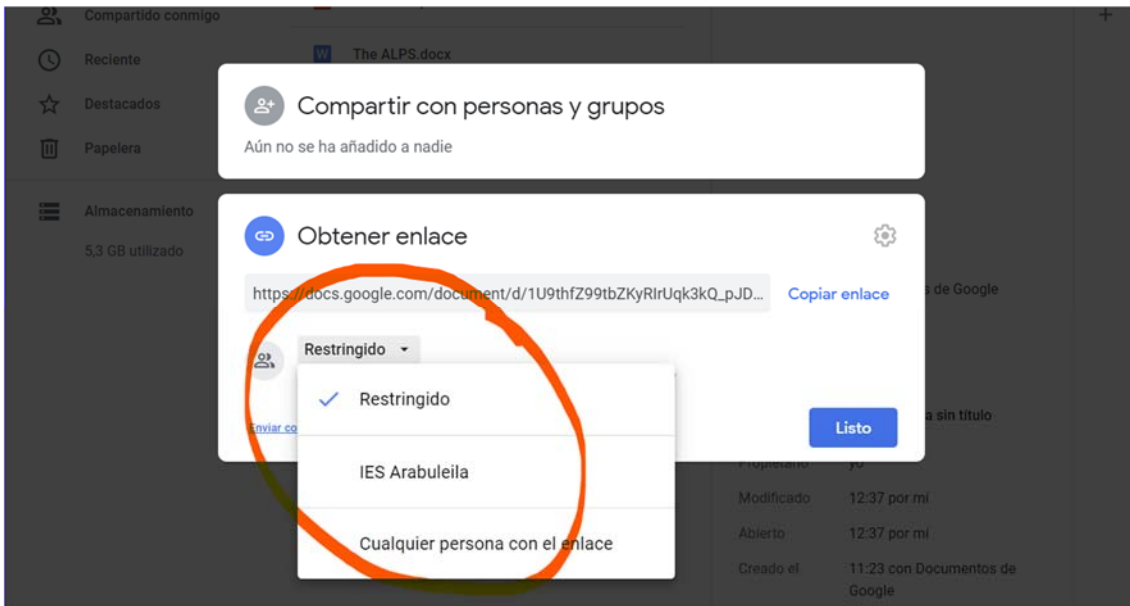 Compartido conmigo
Reciente
The ALPS.docx
Destacados
Papelera
Almacenamiento
5,3 GB utilizado
Compartir con personas y grupos
Aún no se ha añadido a nadie
Obtener enlace
https://docs.google.com/document/d/1U9thfZ99tbZKyRIrUqk3kQ_pJD...
Copiar enlace
s de Google
Restringido
Restringido
Enviar co
Listo
a sin título
IES Arabuleila
Cualquier persona con el enlace
Propietario yo
Modificado 12:37 por mí
Abierto 12:37 por mí
Creado el 11:23 con Documentos de
Google